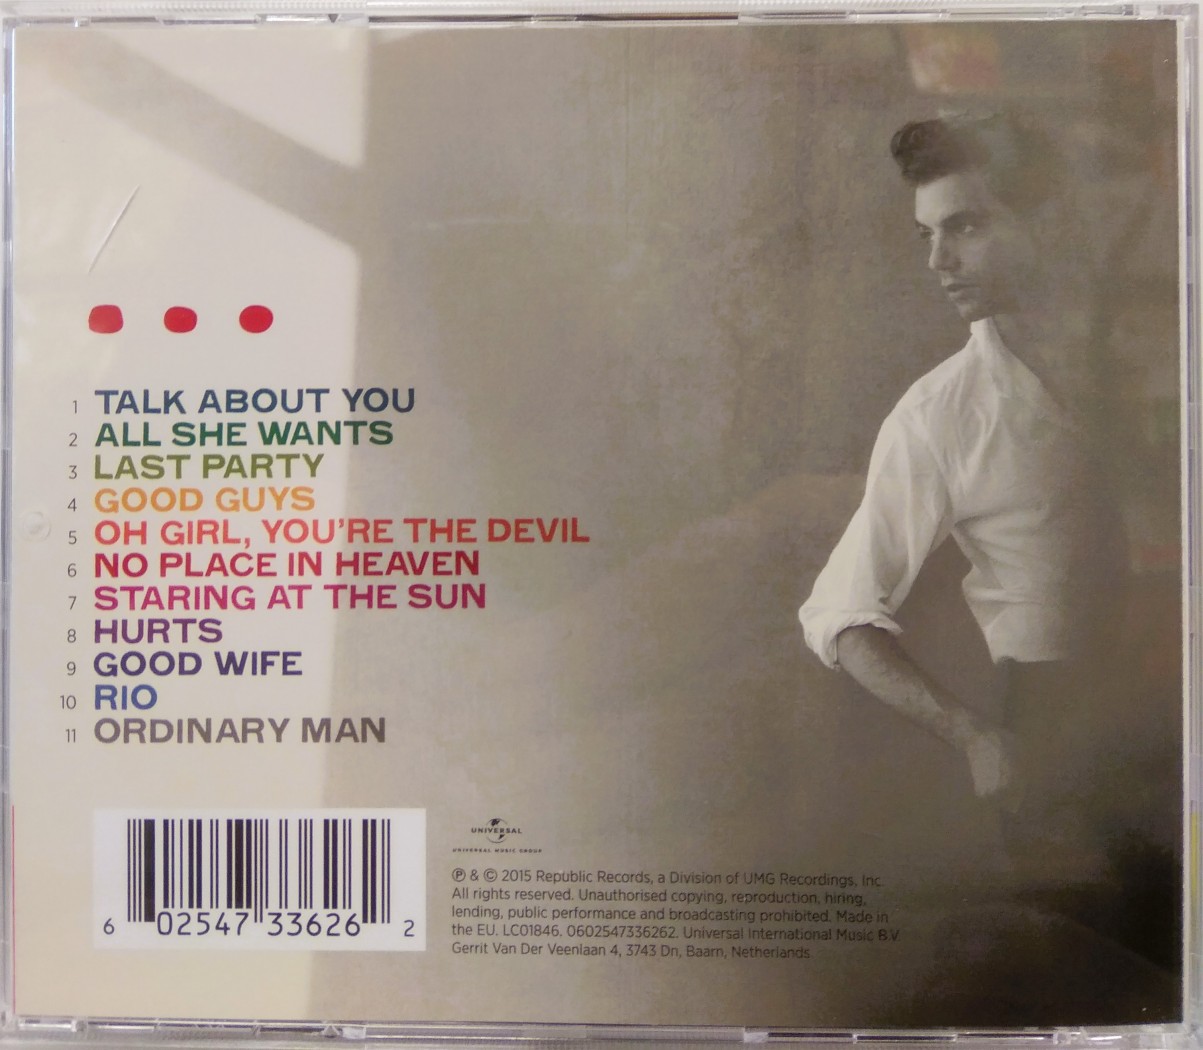 1 TALK ABOUT YOU
2 ALL SHE WANTS
3 LAST PARTY
4 GOOD GUYS
5 OH GIRL, YOU'RE THE DEVIL
6 NO PLACE IN HEAVEN
7 STARING AT THE SUN
8 HURTS
9 GOOD WIFE
10 RIO
11 ORDINARY MAN
6 02547 33626 2
UNIVERSAL
UNIVERSAL MUSIC GROUP
℗ & © 2015 Republic Records, a Division of UMG Recordings, Inc.
All rights reserved. Unauthorised copying, reproduction, hiring,
lending, public performance and broadcasting prohibited. Made in
the EU. LC01846. 0602547336262. Universal International Music B.V.
Gerrit Van Der Veenlaan 4, 3743 Dn, Baarn, Netherlands.